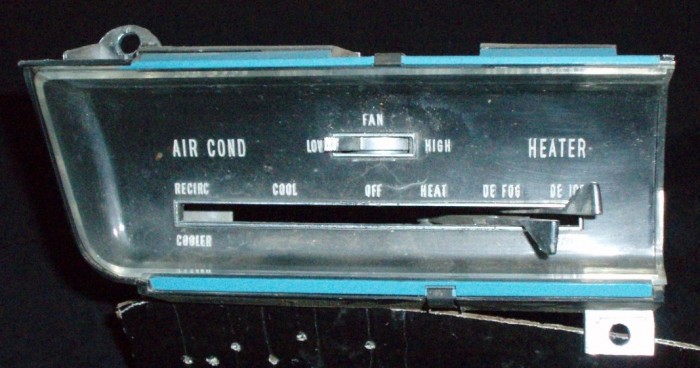 FAN
AIR COND LOW HIGH HEATER
RECIRC COOL OFF HEAT DE FOG DE ICE
COOLER